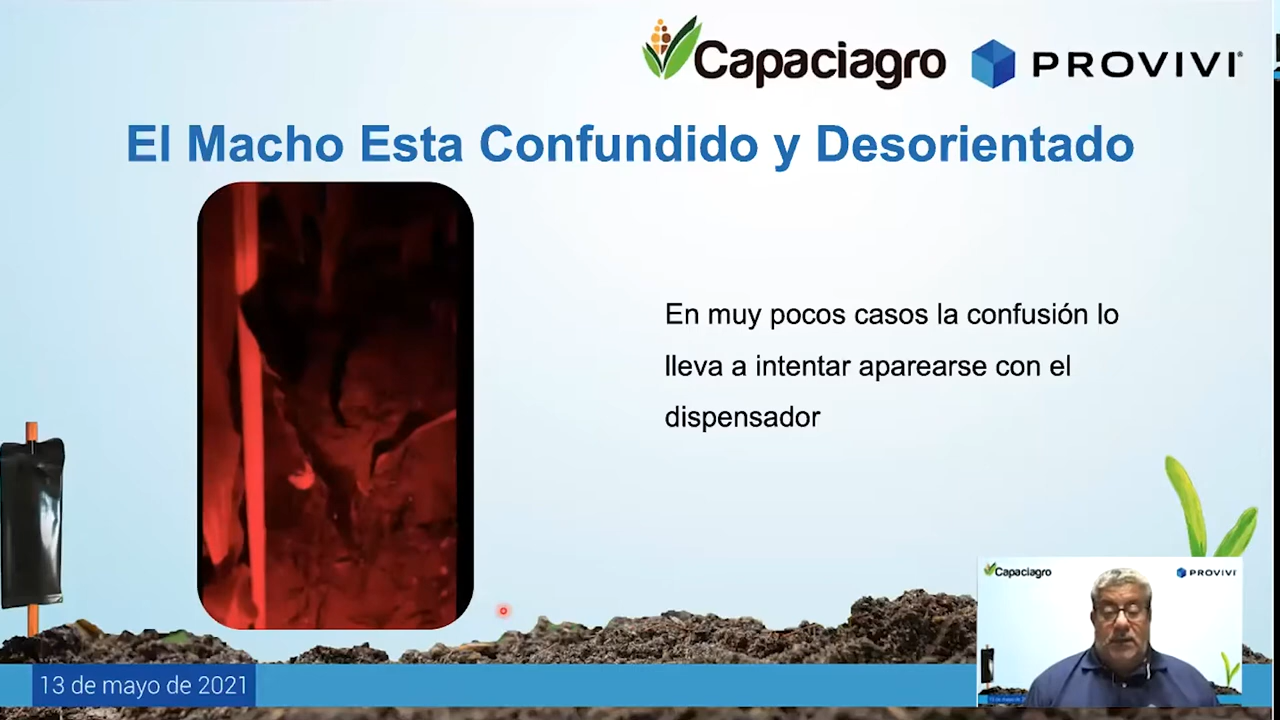 Capaciagro PROVIVI®
El Macho Esta Confundido y Desorientado
En muy pocos casos la confusión lo
lleva a intentar aparearse con el
dispensador
13 de mayo de 2021
Capaciagro PROVIVI